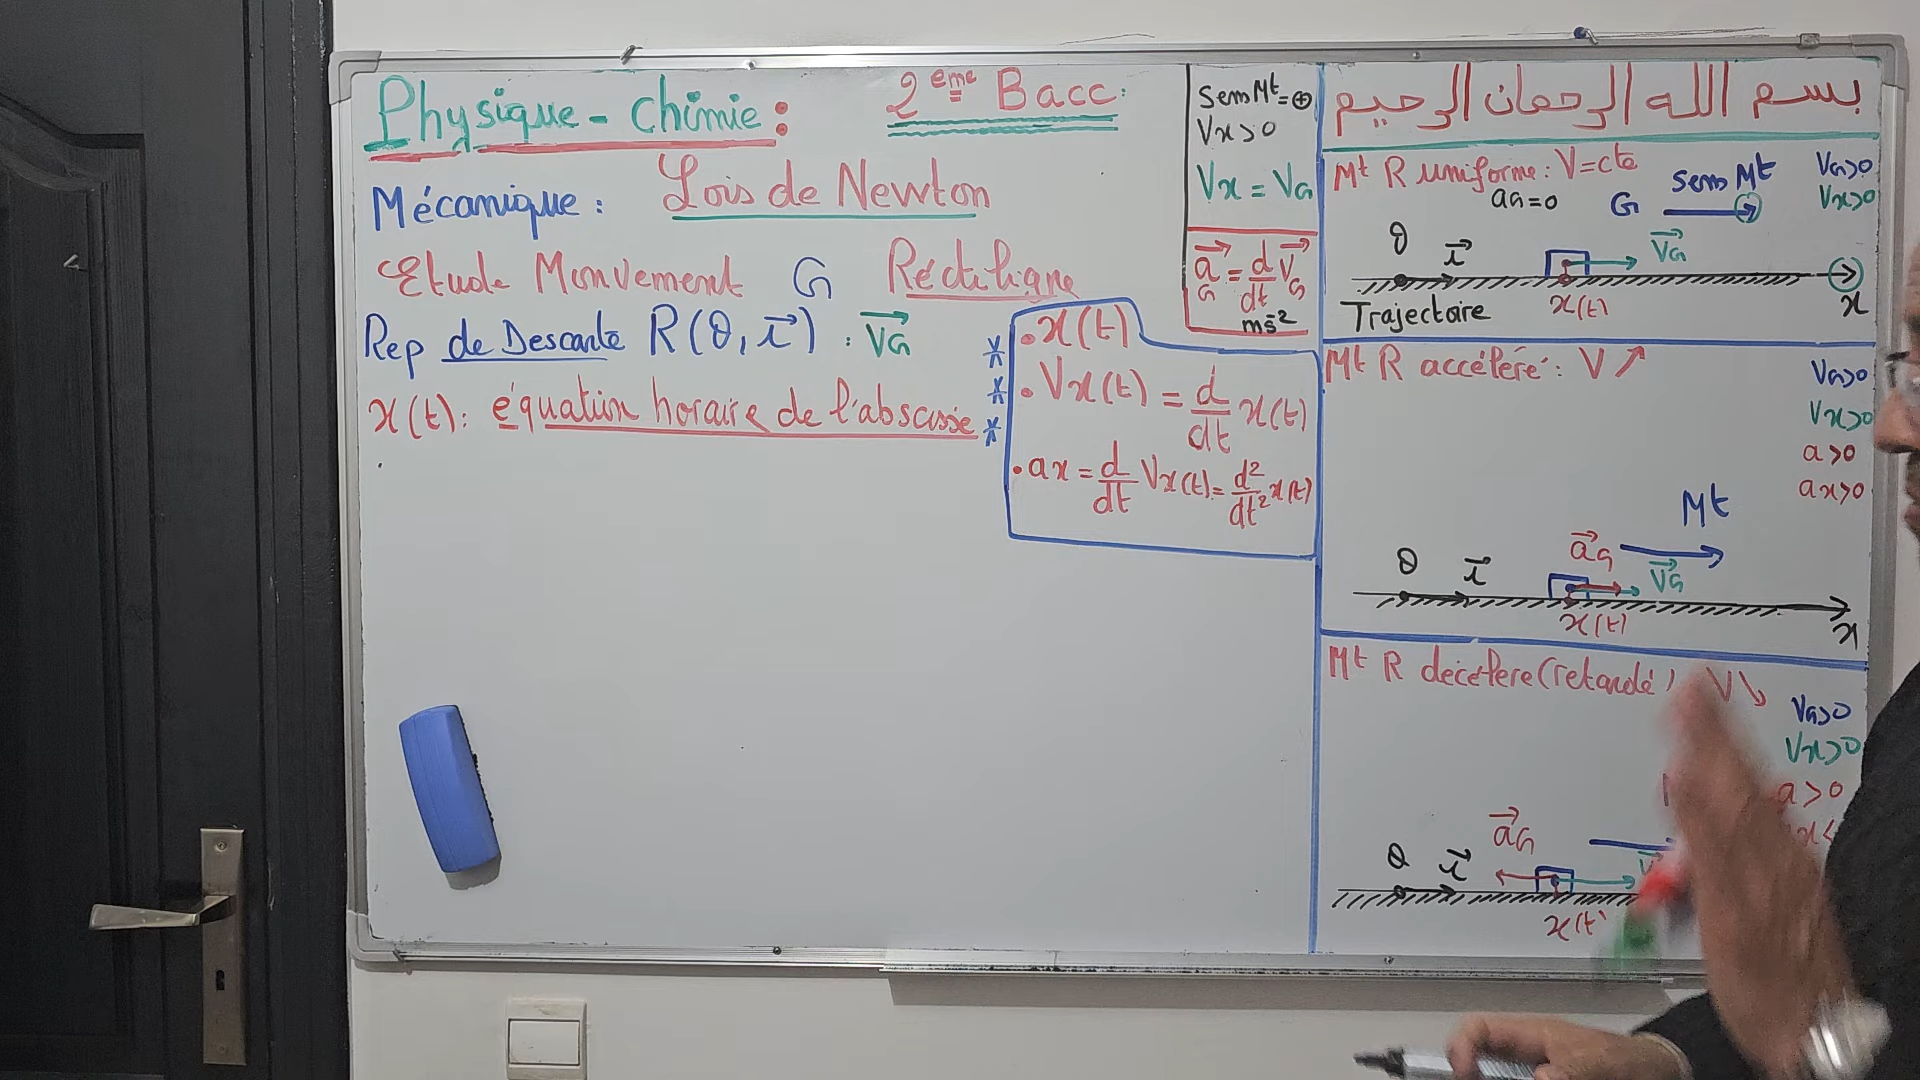 Physique - chimie :
2eme Bacc :
Mécanique : Lois de Newton
Etude Mouvement G Réctiligne
Rep de Descarte R(O, i) : VG
x(t) : équation horaire de l'abscisse
* • x(t)
* • Vx(t) = d/dt x(t)
* • ax = d/dt Vx(t) = d²/dt² x(t)
Sens Mt = ⊕
Vx > 0
Vx = VG
aG = d/dt VG
ms-2
بسم الله الرحمان الرحيم
Mt R uniforme : V = cte
aG = 0
G
Sens Mt
VG>0
Vx>0
O i VG
x(t) x
Trajectoire
Mt R accéléré : V ↗
VG>0
Vx>0
a>0
ax>0
Mt
aG
O i VG
x(t) x
Mt R décéléré (retardé) V ↘
VG>0
Vx>0
a>0
x<
aG
O i V
x(t)